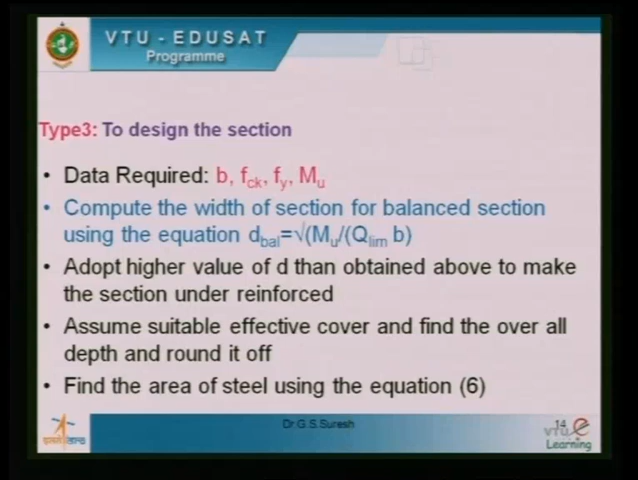 VTU - EDUSAT
Programme
Type3: To design the section
• Data Required: b, fck, fy, Mu
• Compute the width of section for balanced section
using the equation dbal=√(Mu/(Qlim b)
• Adopt higher value of d than obtained above to make
the section under reinforced
• Assume suitable effective cover and find the over all
depth and round it off
• Find the area of steel using the equation (6)
Dr G.S.Suresh
14
vtu e
Learning